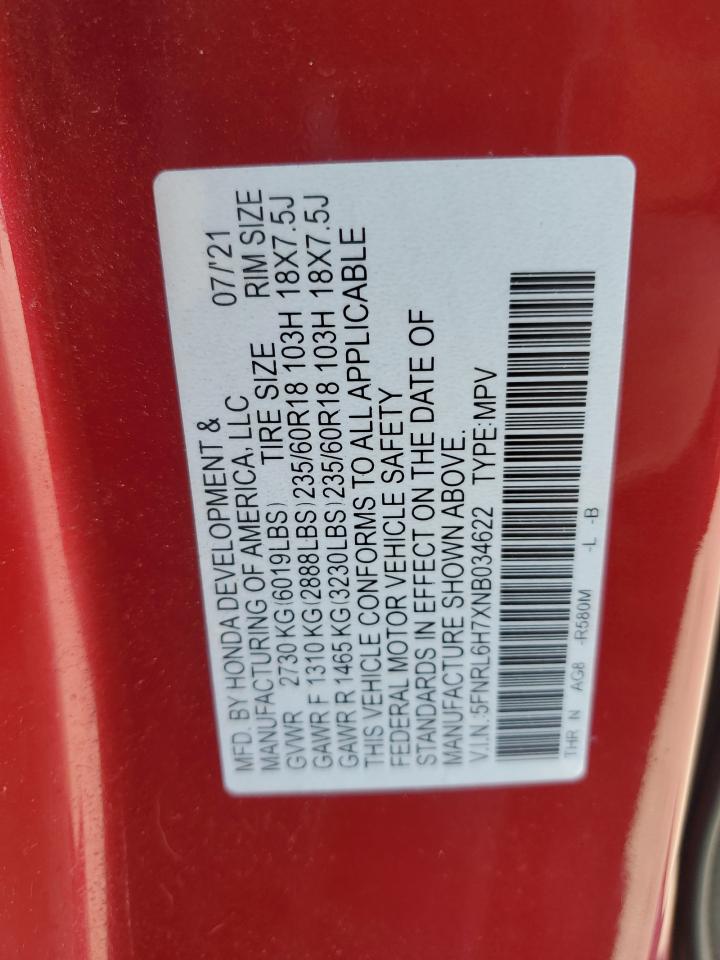 MFD. BY HONDA DEVELOPMENT &
MANUFACTURING OF AMERICA, LLC 07/'21
GVWR 2730 KG (6019LBS) TIRE SIZE RIM SIZE
GAWR F 1310 KG (2888LBS) 235/60R18 103H 18X7.5J
GAWR R 1465 KG (3230LBS) 235/60R18 103H 18X7.5J
THIS VEHICLE CONFORMS TO ALL APPLICABLE
FEDERAL MOTOR VEHICLE SAFETY
STANDARDS IN EFFECT ON THE DATE OF
MANUFACTURE SHOWN ABOVE.
V.I.N.:5FNRL6H7XNB034622 TYPE:MPV
THR N AG8 -R580M -L -B